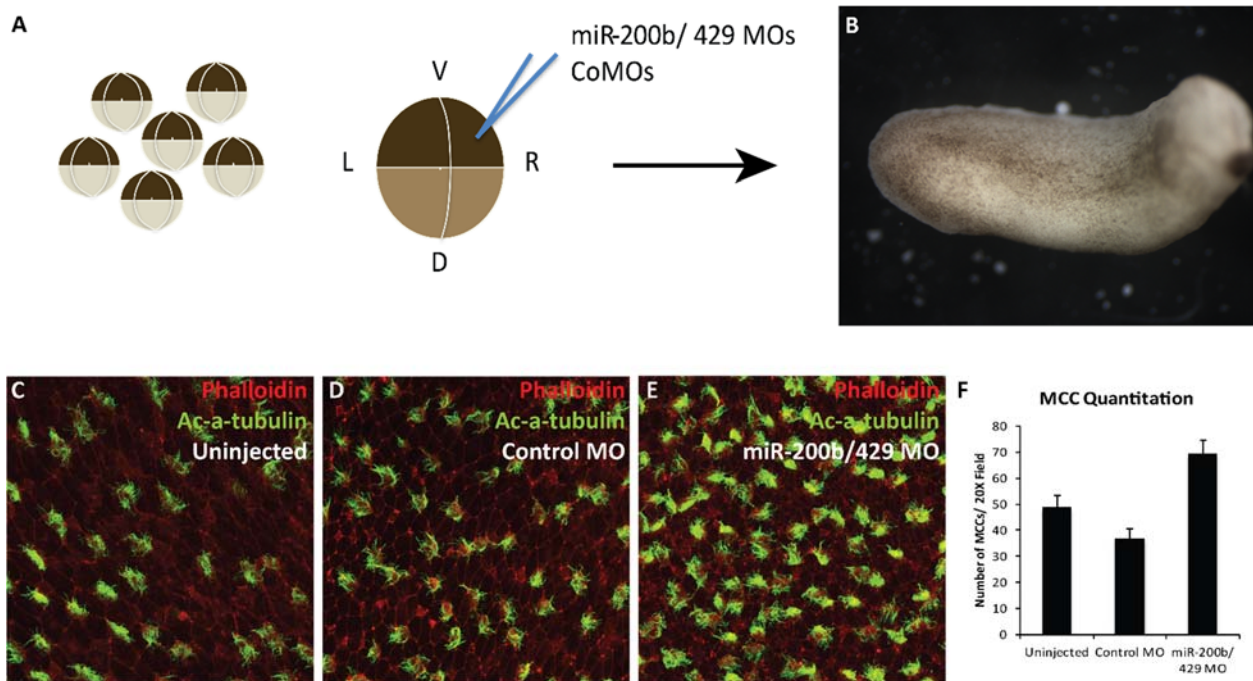 A
miR-200b/ 429 MOs
CoMOs
V
L
R
D
B
C
Phalloidin
Ac-a-tubulin
Uninjected
D
Phalloidin
Ac-a-tubulin
Control MO
E
Phalloidin
Ac-a-tubulin
miR-200b/429 MO
F
MCC Quantitation
Number of MCCs/ 20X Field
80
70
60
50
40
30
20
10
0
Uninjected
Control MO
miR-200b/
429 MO